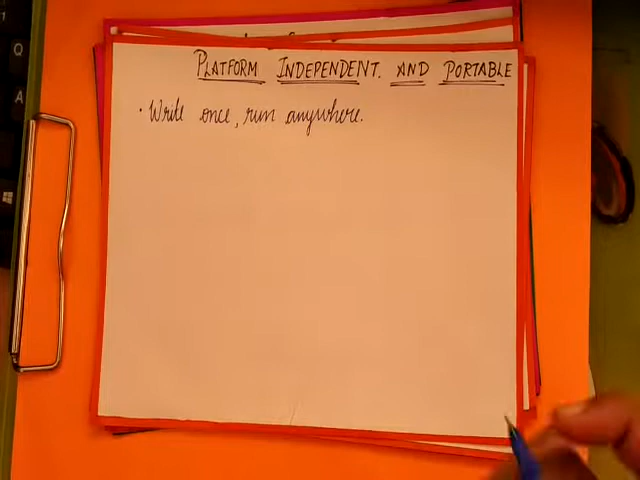 PLATFORM INDEPENDENT. AND PORTABLE
· Write once, run anywhere.
Q
A